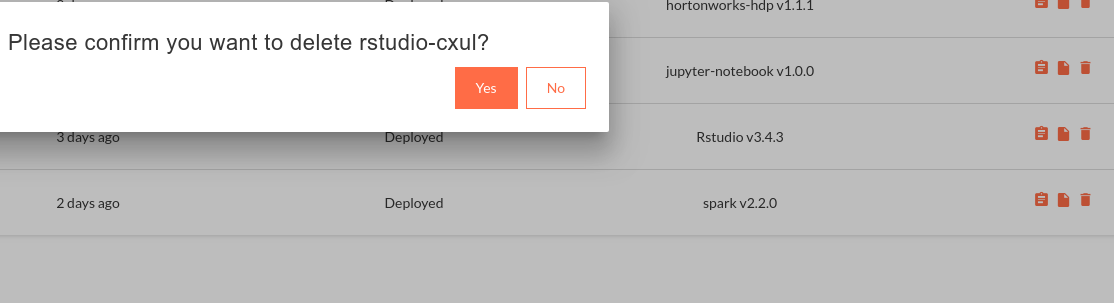 hortonworks-hdp v1.1.1
Please confirm you want to delete rstudio-cxul?
Yes No
jupyter-notebook v1.0.0
3 days ago Deployed Rstudio v3.4.3
2 days ago Deployed spark v2.2.0